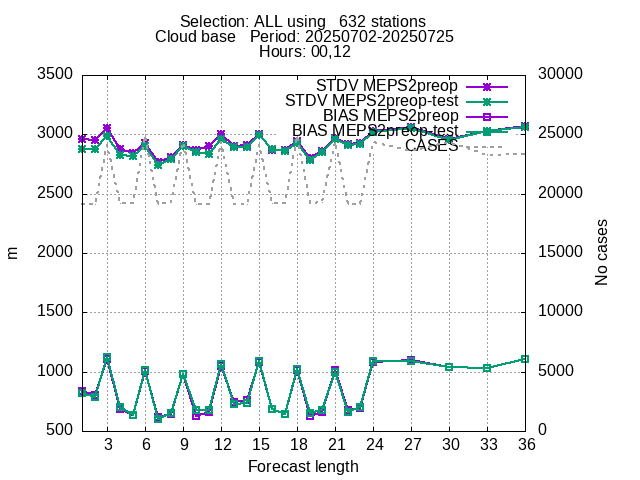 Selection: ALL using   632 stations
Cloud base   Period: 20250702-20250725
Hours: 00,12
3500
3000
2500
2000
1500
1000
500
m
STDV MEPS2preop
STDV MEPS2preop-test
BIAS MEPS2preop
BIAS MEPS2preop-test
CASES
30000
25000
20000
15000
10000
5000
0
No cases
3 6 9 12 15 18 21 24 27 30 33 36
Forecast length